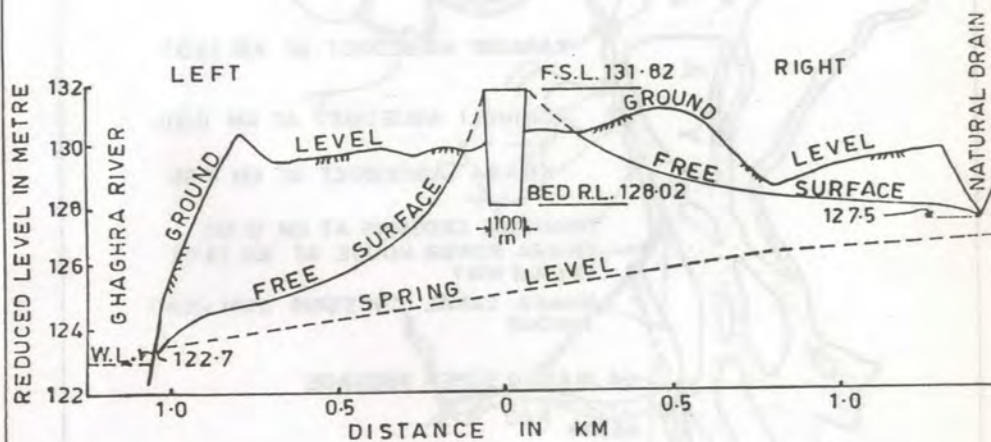 LEFT
F.S.L. 131·82
RIGHT
REDUCED LEVEL IN METRE
132
130
128
126
124
122
GHAGHRA RIVER
GROUND
LEVEL
FREE
SURFACE
SPRING
LEVEL
BED R.L. 128·02
100
m
GROUND
LEVEL
FREE
SURFACE
127·5
NATURAL DRAIN
W.L.
122·7
1·0
0·5
0
0·5
1·0
DISTANCE IN KM